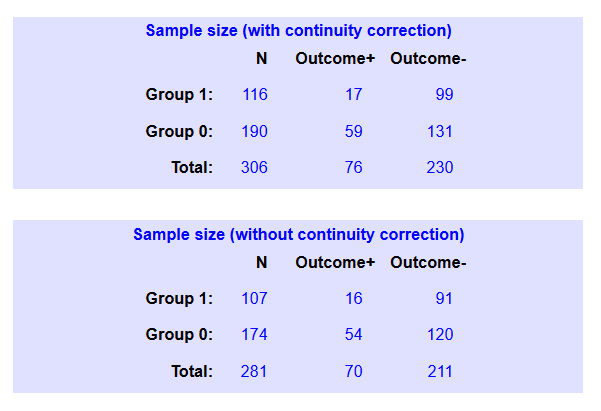 Sample size (with continuity correction)
N Outcome+ Outcome-
Group 1: 116 17 99
Group 0: 190 59 131
Total: 306 76 230
Sample size (without continuity correction)
N Outcome+ Outcome-
Group 1: 107 16 91
Group 0: 174 54 120
Total: 281 70 211